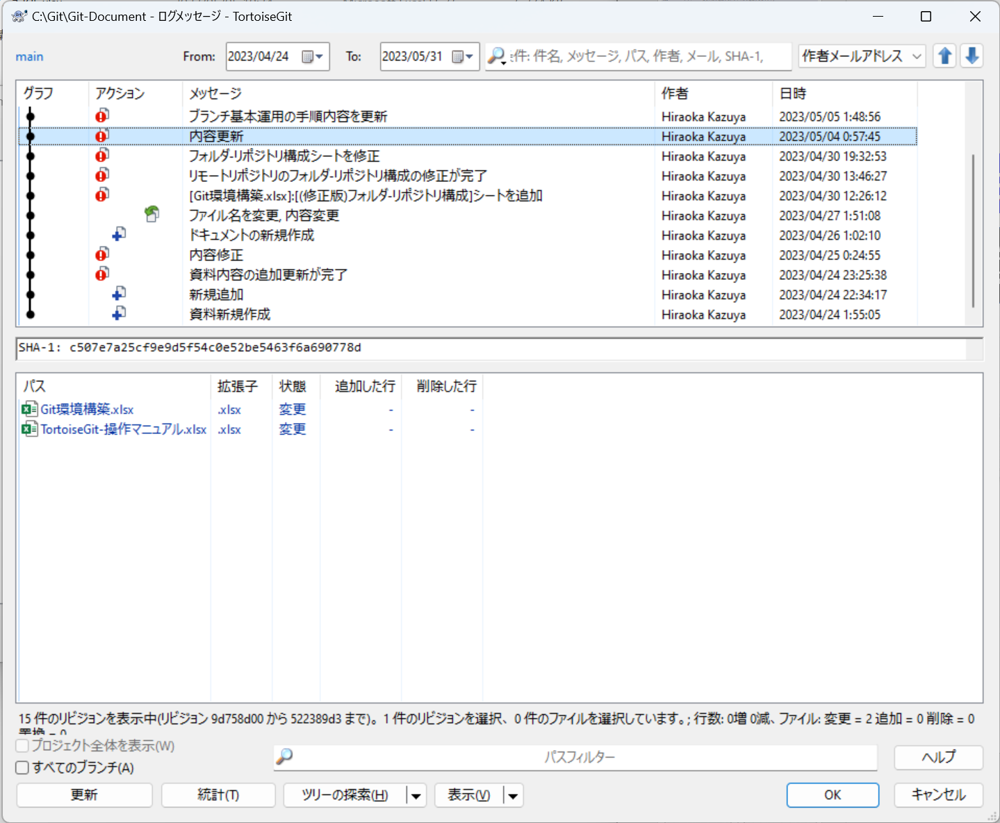 C:\Git\Git-Document - ログメッセージ - TortoiseGit
main From: 2023/04/24 To: 2023/05/31 件: 件名, メッセージ, パス, 作者, メール, SHA-1, 作者メールアドレス
グラフ アクション メッセージ 作者 日時
ブランチ基本運用の手順内容を更新 Hiraoka Kazuya 2023/05/05 1:48:56
内容更新 Hiraoka Kazuya 2023/05/04 0:57:45
フォルダ-リポジトリ構成シートを修正 Hiraoka Kazuya 2023/04/30 19:32:53
リモートリポジトリのフォルダ-リポジトリ構成の修正が完了 Hiraoka Kazuya 2023/04/30 13:46:27
[Git環境構築.xlsx]:[(修正版)フォルダ-リポジトリ構成]シートを追加 Hiraoka Kazuya 2023/04/30 12:26:12
ファイル名を変更, 内容変更 Hiraoka Kazuya 2023/04/27 1:51:08
ドキュメントの新規作成 Hiraoka Kazuya 2023/04/26 1:02:10
内容修正 Hiraoka Kazuya 2023/04/25 0:24:55
資料内容の追加更新が完了 Hiraoka Kazuya 2023/04/24 23:25:38
新規追加 Hiraoka Kazuya 2023/04/24 22:34:17
資料新規作成 Hiraoka Kazuya 2023/04/24 1:55:05
SHA-1: c507e7a25cf9e9d5f54c0e52be5463f6a690778d
パス 拡張子 状態 追加した行 削除した行
Git環境構築.xlsx .xlsx 変更 - -
TortoiseGit-操作マニュアル.xlsx .xlsx 変更 - -
15 件のリビジョンを表示中(リビジョン 9d758d00 から 522389d3 まで)。 1 件のリビジョンを選択、 0 件のファイルを選択しています。; 行数: 0増 0減、ファイル: 変更 = 2 追加 = 0 削除 = 0
置換 = 0
プロジェクト全体を表示(W)
パスフィルター ヘルプ
すべてのブランチ(A)
更新 統計(T) ツリーの探索(H) 表示(V) OK キャンセル